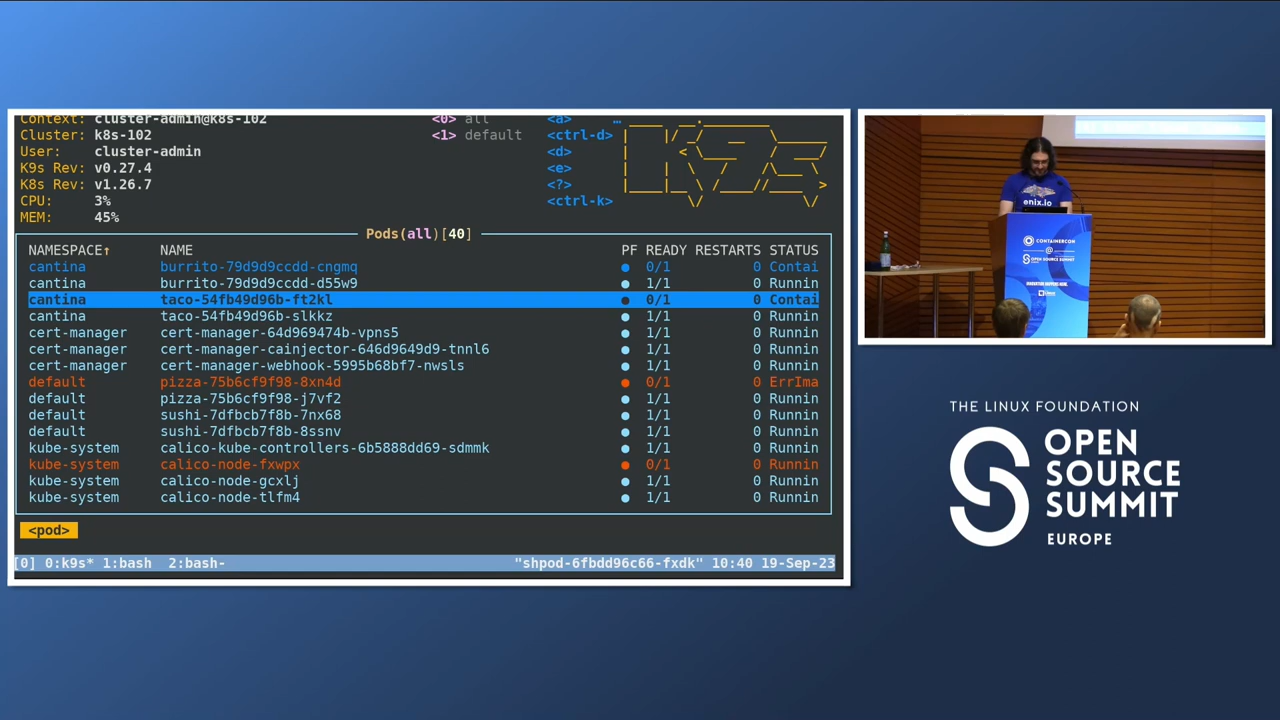 Context: cluster-admin@k8s-102 <0> all <a> …
Cluster: k8s-102 <1> default <ctrl-d>
User: cluster-admin <d>
K9s Rev: v0.27.4 <e>
K8s Rev: v1.26.7 <?>
CPU: 3% <ctrl-k>
MEM: 45%
Pods(all)[40]
NAMESPACE↑ NAME PF READY RESTARTS STATUS
cantina burrito-79d9d9ccdd-cngmq ● 0/1 0 Contai
cantina burrito-79d9d9ccdd-d55w9 ● 1/1 0 Runnin
cantina taco-54fb49d96b-ft2kl ● 0/1 0 Contai
cantina taco-54fb49d96b-slkkz ● 1/1 0 Runnin
cert-manager cert-manager-64d969474b-vpns5 ● 1/1 0 Runnin
cert-manager cert-manager-cainjector-646d9649d9-tnnl6 ● 1/1 0 Runnin
cert-manager cert-manager-webhook-5995b68bf7-nwsls ● 1/1 0 Runnin
default pizza-75b6cf9f98-8xn4d ● 0/1 0 ErrIma
default pizza-75b6cf9f98-j7vf2 ● 1/1 0 Runnin
default sushi-7dfbcb7f8b-7nx68 ● 1/1 0 Runnin
default sushi-7dfbcb7f8b-8ssnv ● 1/1 0 Runnin
kube-system calico-kube-controllers-6b5888dd69-sdmmk ● 1/1 0 Runnin
kube-system calico-node-fxwpx ● 0/1 0 Runnin
kube-system calico-node-gcxlj ● 1/1 0 Runnin
kube-system calico-node-tlfm4 ● 1/1 0 Runnin
<pod>
[0] 0:k9s* 1:bash 2:bash- "shpod-6fbdd96c66-fxdk" 10:40 19-Sep-23
enix.io
CONTAINERCON
@
OPEN SOURCE SUMMIT
THE LINUX FOUNDATION
OPEN
SOURCE
SUMMIT
EUROPE